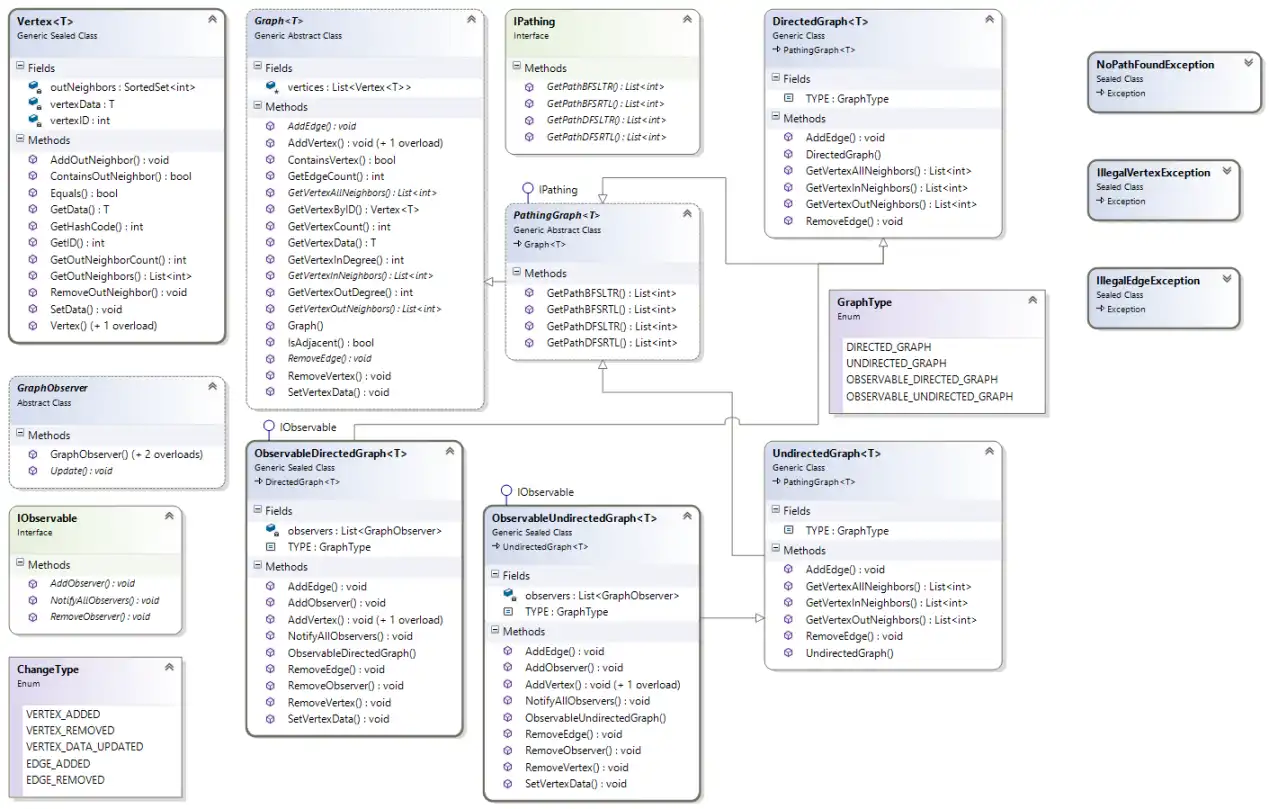 Vertex<T>
Generic Sealed Class
Fields
outNeighbors : SortedSet<int>
vertexData : T
vertexID : int
Methods
AddOutNeighbor() : void
ContainsOutNeighbor() : bool
Equals() : bool
GetData() : T
GetHashCode() : int
GetID() : int
GetOutNeighborCount() : int
GetOutNeighbors() : List<int>
RemoveOutNeighbor() : void
SetData() : void
Vertex() (+ 1 overload)
GraphObserver
Abstract Class
Methods
GraphObserver() (+ 2 overloads)
Update() : void
IObservable
Interface
Methods
AddObserver() : void
NotifyAllObservers() : void
RemoveObserver() : void
ChangeType
Enum
VERTEX_ADDED
VERTEX_REMOVED
VERTEX_DATA_UPDATED
EDGE_ADDED
EDGE_REMOVED
Graph<T>
Generic Abstract Class
Fields
vertices : List<Vertex<T>>
Methods
AddEdge() : void
AddVertex() : void (+ 1 overload)
ContainsVertex() : bool
GetEdgeCount() : int
GetVertexAllNeighbors() : List<int>
GetVertexByID() : Vertex<T>
GetVertexCount() : int
GetVertexData() : T
GetVertexInDegree() : int
GetVertexInNeighbors() : List<int>
GetVertexOutDegree() : int
GetVertexOutNeighbors() : List<int>
Graph()
IsAdjacent() : bool
RemoveEdge() : void
RemoveVertex() : void
SetVertexData() : void
IObservable
ObservableDirectedGraph<T>
Generic Sealed Class
DirectedGraph<T>
Fields
observers : List<GraphObserver>
TYPE : GraphType
Methods
AddEdge() : void
AddObserver() : void
AddVertex() : void (+ 1 overload)
NotifyAllObservers() : void
ObservableDirectedGraph()
RemoveEdge() : void
RemoveObserver() : void
RemoveVertex() : void
SetVertexData() : void
IPathing
Interface
Methods
GetPathBFSLTR() : List<int>
GetPathBFSRTL() : List<int>
GetPathDFSLTR() : List<int>
GetPathDFSRTL() : List<int>
IPathing
PathingGraph<T>
Generic Abstract Class
Graph<T>
Methods
GetPathBFSLTR() : List<int>
GetPathBFSRTL() : List<int>
GetPathDFSLTR() : List<int>
GetPathDFSRTL() : List<int>
IObservable
ObservableUndirectedGraph<T>
Generic Sealed Class
UndirectedGraph<T>
Fields
observers : List<GraphObserver>
TYPE : GraphType
Methods
AddEdge() : void
AddObserver() : void
AddVertex() : void (+ 1 overload)
NotifyAllObservers() : void
ObservableUndirectedGraph()
RemoveEdge() : void
RemoveObserver() : void
RemoveVertex() : void
SetVertexData() : void
DirectedGraph<T>
Generic Class
PathingGraph<T>
Fields
TYPE : GraphType
Methods
AddEdge() : void
DirectedGraph()
GetVertexAllNeighbors() : List<int>
GetVertexInNeighbors() : List<int>
GetVertexOutNeighbors() : List<int>
RemoveEdge() : void
GraphType
Enum
DIRECTED_GRAPH
UNDIRECTED_GRAPH
OBSERVABLE_DIRECTED_GRAPH
OBSERVABLE_UNDIRECTED_GRAPH
UndirectedGraph<T>
Generic Class
PathingGraph<T>
Fields
TYPE : GraphType
Methods
AddEdge() : void
GetVertexAllNeighbors() : List<int>
GetVertexInNeighbors() : List<int>
GetVertexOutNeighbors() : List<int>
RemoveEdge() : void
UndirectedGraph()
NoPathFoundException
Sealed Class
Exception
IllegalVertexException
Sealed Class
Exception
IllegalEdgeException
Sealed Class
Exception